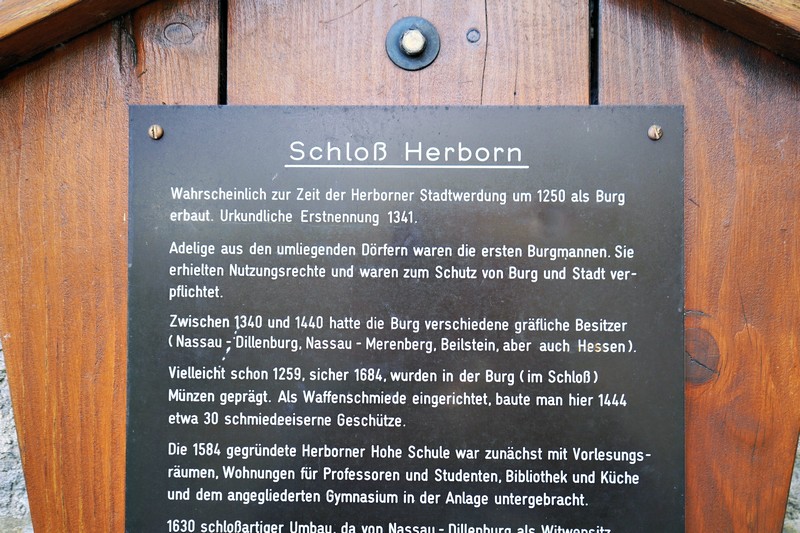 Schloß Herborn
Wahrscheinlich zur Zeit der Herborner Stadtwerdung um 1250 als Burg
erbaut. Urkundliche Erstnennung 1341.
Adelige aus den umliegenden Dörfern waren die ersten Burgmannen. Sie
erhielten Nutzungsrechte und waren zum Schutz von Burg und Stadt ver-
pflichtet.
Zwischen 1340 und 1440 hatte die Burg verschiedene gräfliche Besitzer
(Nassau - Dillenburg, Nassau - Merenberg, Beilstein, aber auch Hessen).
Vielleicht schon 1259, sicher 1684, wurden in der Burg (im Schloß)
Münzen geprägt. Als Waffenschmiede eingerichtet, baute man hier 1444
etwa 30 schmiedeeiserne Geschütze.
Die 1584 gegründete Herborner Hohe Schule war zunächst mit Vorlesungs-
räumen, Wohnungen für Professoren und Studenten, Bibliothek und Küche
und dem angegliederten Gymnasium in der Anlage untergebracht.
1630 schloßartiger Umbau, da von Nassau - Dillenburg als Witwensitz